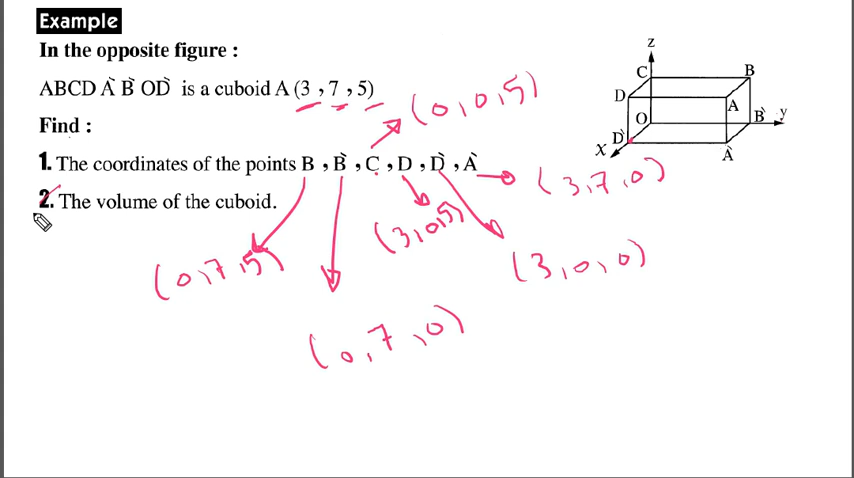 Example
In the opposite figure :
ABCD À B̀ OD̀ is a cuboid A (3 , 7 , 5)
(0,0,5)
Find :
1. The coordinates of the points B , B̀ , C , D , D̀ , À
(3,7,0)
2. The volume of the cuboid.
(3,0,5)
(0,7,5)
(3,0,0)
(0,7,0)
z
C
B
D
A
O
B̀
y
D̀
X
À